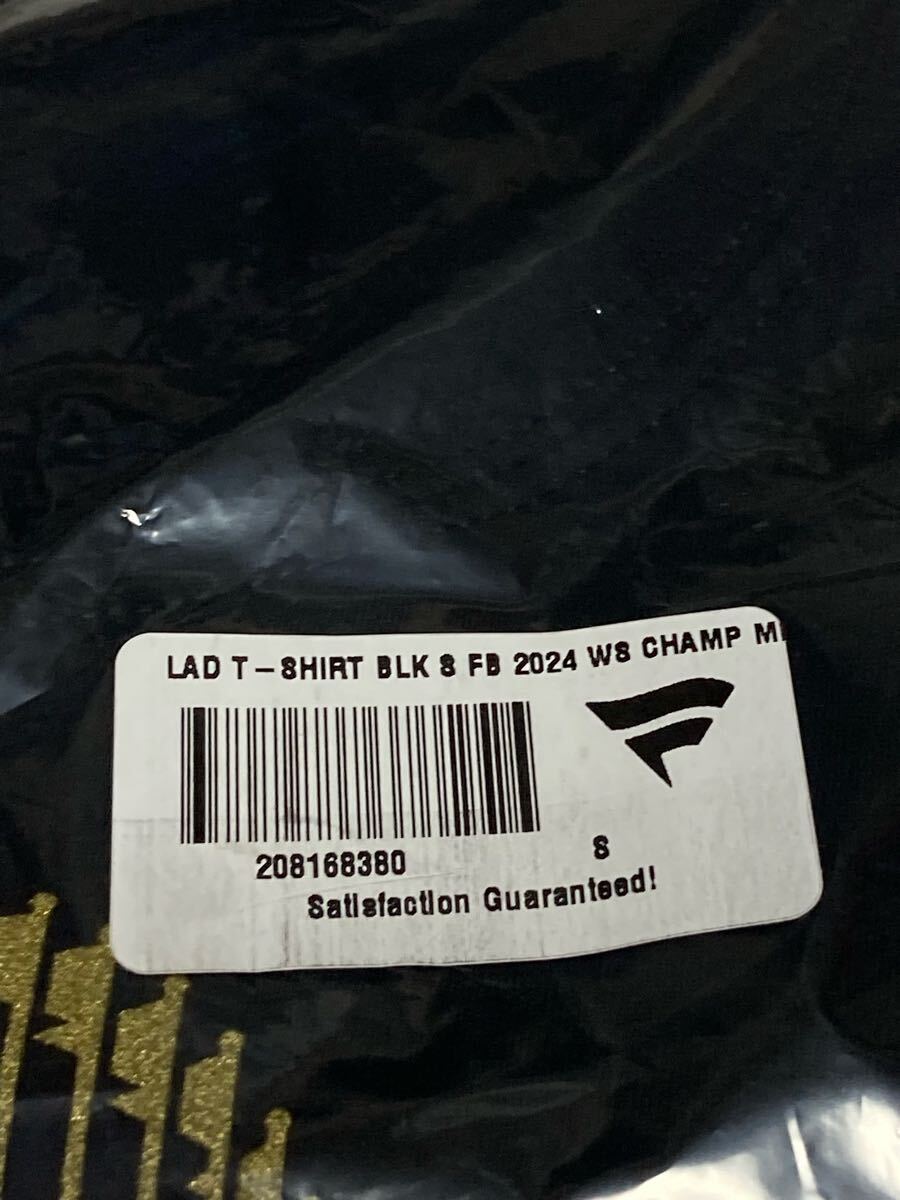 LAD T-SHIRT BLK S FB 2024 WS CHAMP
208168380
S
Satisfaction Guaranteed!